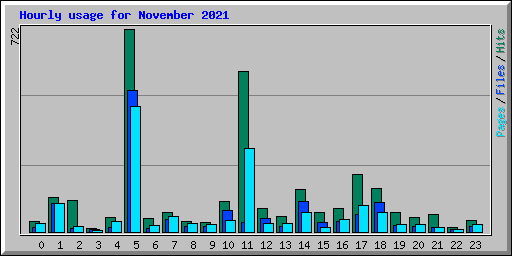 Hourly usage for November 2021
722
Pages/Files/Hits
0 1 2 3 4 5 6 7 8 9 10 11 12 13 14 15 16 17 18 19 20 21 22 23